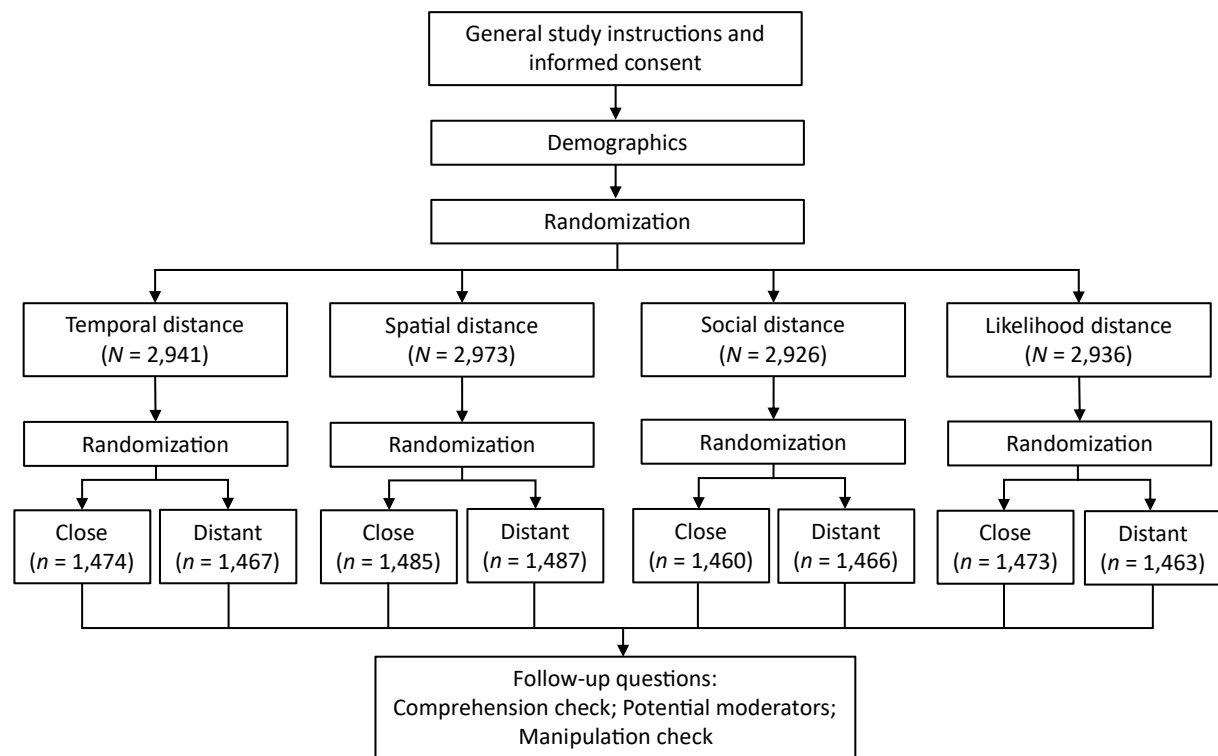 General study instructions and
informed consent
Demographics
Randomization
Temporal distance
(N = 2,941)
Spatial distance
(N = 2,973)
Social distance
(N = 2,926)
Likelihood distance
(N = 2,936)
Randomization
Randomization
Randomization
Randomization
Close
(n = 1,474)
Distant
(n = 1,467)
Close
(n = 1,485)
Distant
(n = 1,487)
Close
(n = 1,460)
Distant
(n = 1,466)
Close
(n = 1,473)
Distant
(n = 1,463)
Follow-up questions:
Comprehension check; Potential moderators;
Manipulation check